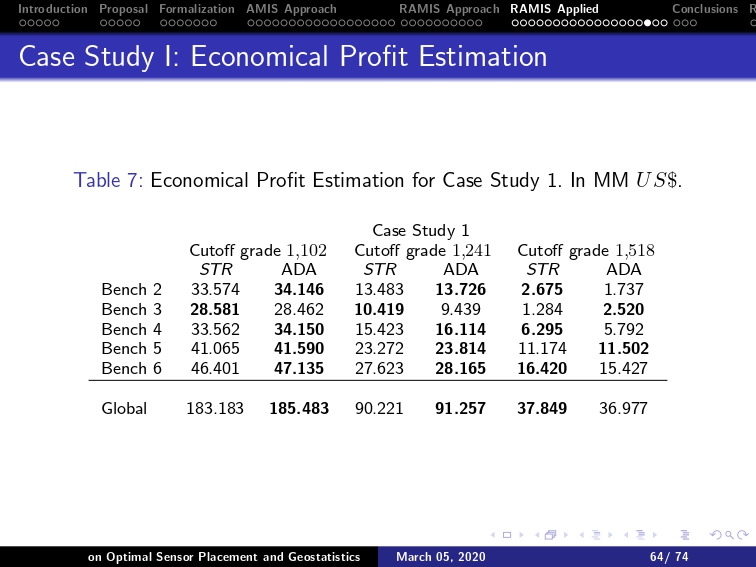 Introduction Proposal Formalization AMIS Approach RAMIS Approach RAMIS Applied Conclusions R
Case Study I: Economical Profit Estimation
Table 7: Economical Profit Estimation for Case Study 1. In MM US$.
Case Study 1
Cutoff grade 1,102 Cutoff grade 1,241 Cutoff grade 1,518
STR ADA STR ADA STR ADA
Bench 2 33.574 34.146 13.483 13.726 2.675 1.737
Bench 3 28.581 28.462 10.419 9.439 1.284 2.520
Bench 4 33.562 34.150 15.423 16.114 6.295 5.792
Bench 5 41.065 41.590 23.272 23.814 11.174 11.502
Bench 6 46.401 47.135 27.623 28.165 16.420 15.427
Global 183.183 185.483 90.221 91.257 37.849 36.977
on Optimal Sensor Placement and Geostatistics March 05, 2020 64/ 74